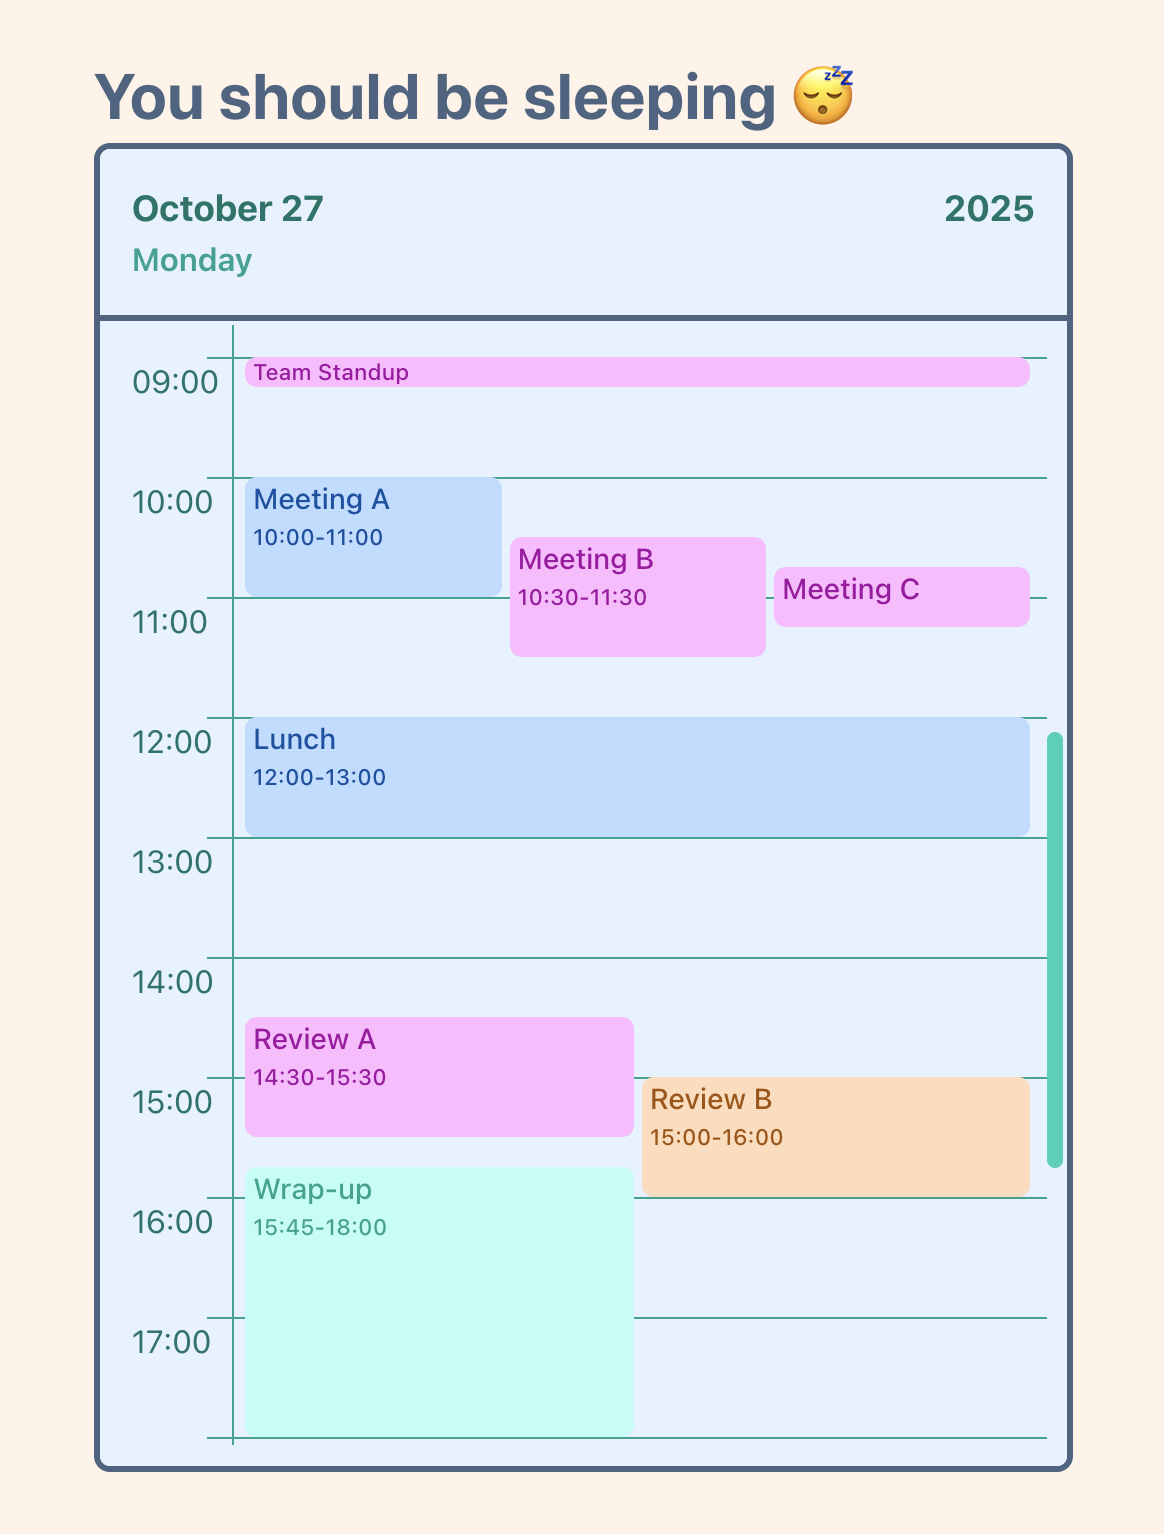 You should be sleeping 😴
October 27
2025
Monday
09:00
Team Standup
10:00
Meeting A
10:00-11:00
Meeting B
10:30-11:30
Meeting C
11:00
12:00
Lunch
12:00-13:00
13:00
14:00
Review A
14:30-15:30
15:00
Review B
15:00-16:00
Wrap-up
15:45-18:00
16:00
17:00